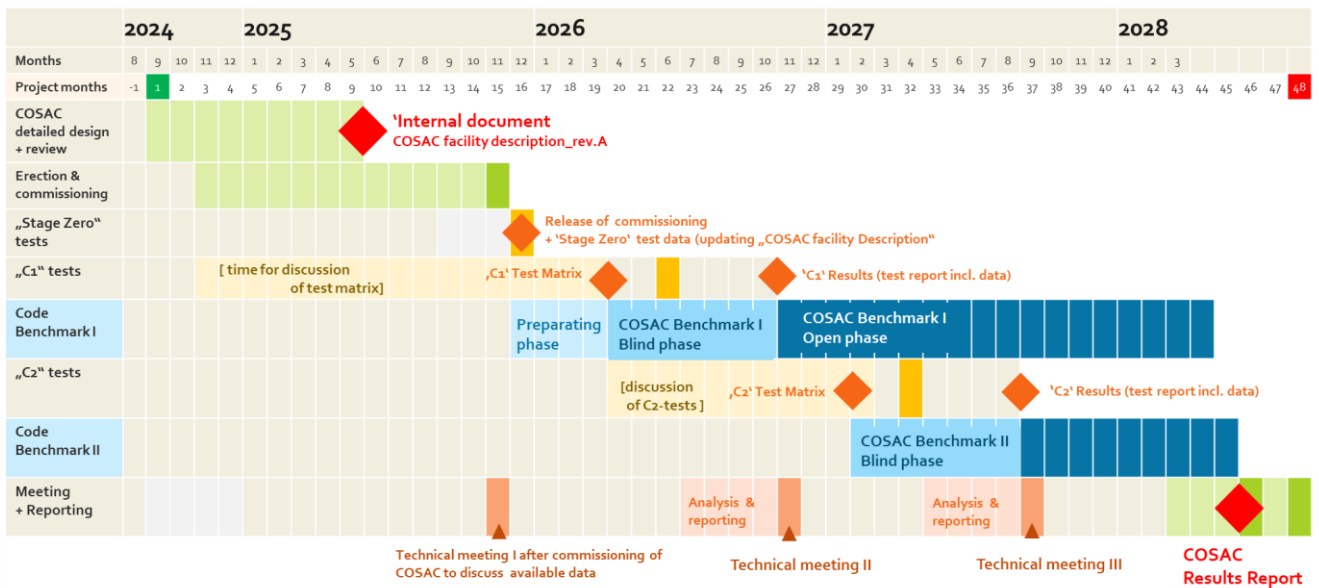 2024 2025 2026 2027 2028
Months 8 9 10 11 12 1 2 3 4 5 6 7 8 9 10 11 12 1 2 3 4 5 6 7 8 9 10 11 12 1 2 3 4 5 6 7 8 9 10 11 12 1 2 3
Project months -1 1 2 3 4 5 6 7 8 9 10 11 12 13 14 15 16 17 18 19 20 21 22 23 24 25 26 27 28 29 30 31 32 33 34 35 36 37 38 39 40 41 42 43 44 45 46 47 48
COSAC
detailed design
+ review
‘Internal document
COSAC facility description_rev.A
Erection &
commissioning
„Stage Zero“
tests
Release of commissioning
+ ‘Stage Zero‘ test data (updating „COSAC facility Description“
„C1“ tests
[ time for discussion
of test matrix]
‚C1‘ Test Matrix
‘C1‘ Results (test report incl. data)
Code
Benchmark I
Preparating
phase
COSAC Benchmark I
Blind phase
COSAC Benchmark I
Open phase
„C2“ tests
[discussion
of C2-tests ]
‚C2‘ Test Matrix
‘C2‘ Results (test report incl. data)
Code
Benchmark II
COSAC Benchmark II
Blind phase
Meeting
+ Reporting
Analysis &
reporting
Analysis &
reporting
Technical meeting I after commissioning of
COSAC to discuss available data
Technical meeting II
Technical meeting III
COSAC
Results Report